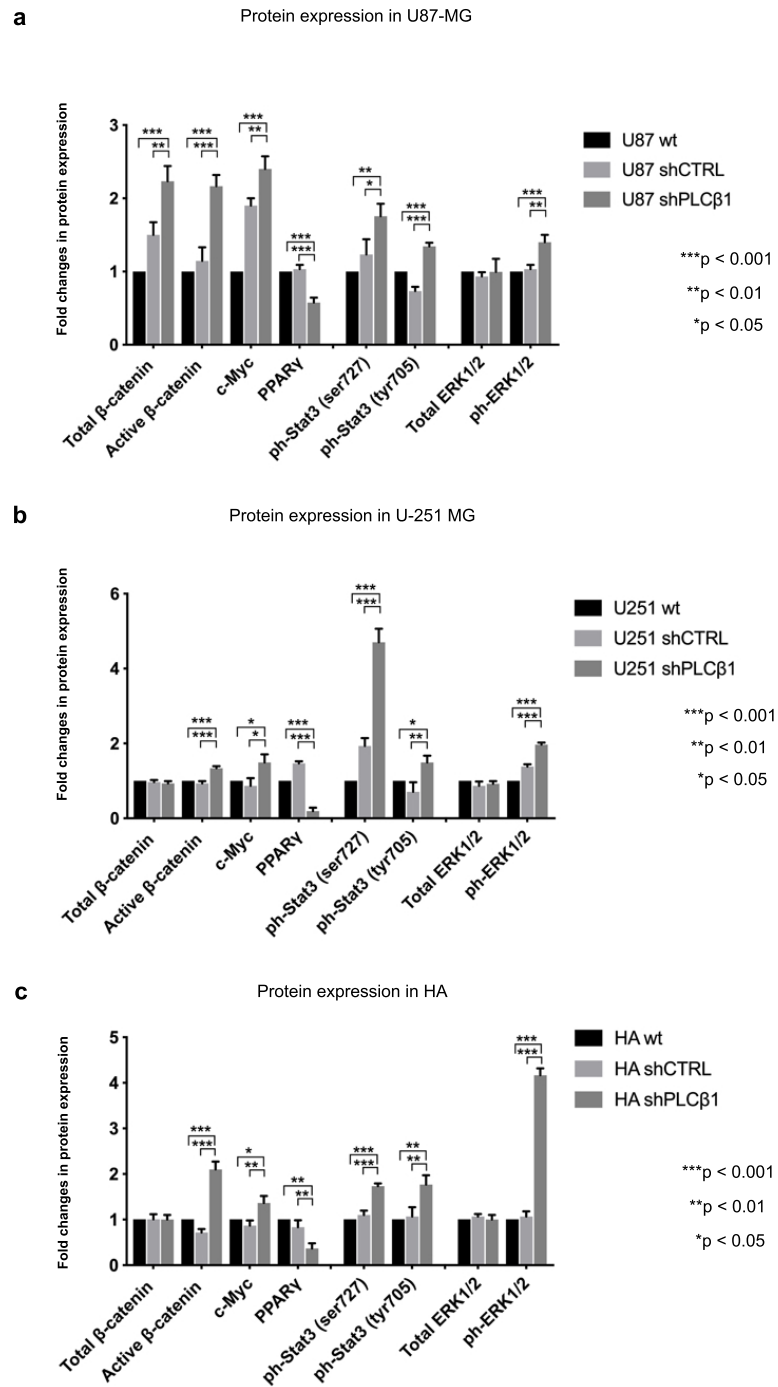 a
Protein expression in U87-MG
Fold changes in protein expression
3
2
1
0
*** ** *** *** *** ** *** *** ** * *** *** *** **
Total β-catenin
Active β-catenin
c-Myc
PPARγ
ph-Stat3 (ser727)
ph-Stat3 (tyr705)
Total ERK1/2
ph-ERK1/2
U87 wt
U87 shCTRL
U87 shPLCβ1
***p < 0.001
**p < 0.01
*p < 0.05
b
Protein expression in U-251 MG
Fold changes in protein expression
6
4
2
0
*** *** * * *** *** *** *** * ** *** ***
Total β-catenin
Active β-catenin
c-Myc
PPARγ
ph-Stat3 (ser727)
ph-Stat3 (tyr705)
Total ERK1/2
ph-ERK1/2
U251 wt
U251 shCTRL
U251 shPLCβ1
***p < 0.001
**p < 0.01
*p < 0.05
c
Protein expression in HA
Fold changes in protein expression
5
4
3
2
1
0
*** *** * ** ** ** *** *** ** ** *** ***
Total β-catenin
Active β-catenin
c-Myc
PPARγ
ph-Stat3 (ser727)
ph-Stat3 (tyr705)
Total ERK1/2
ph-ERK1/2
HA wt
HA shCTRL
HA shPLCβ1
***p < 0.001
**p < 0.01
*p < 0.05